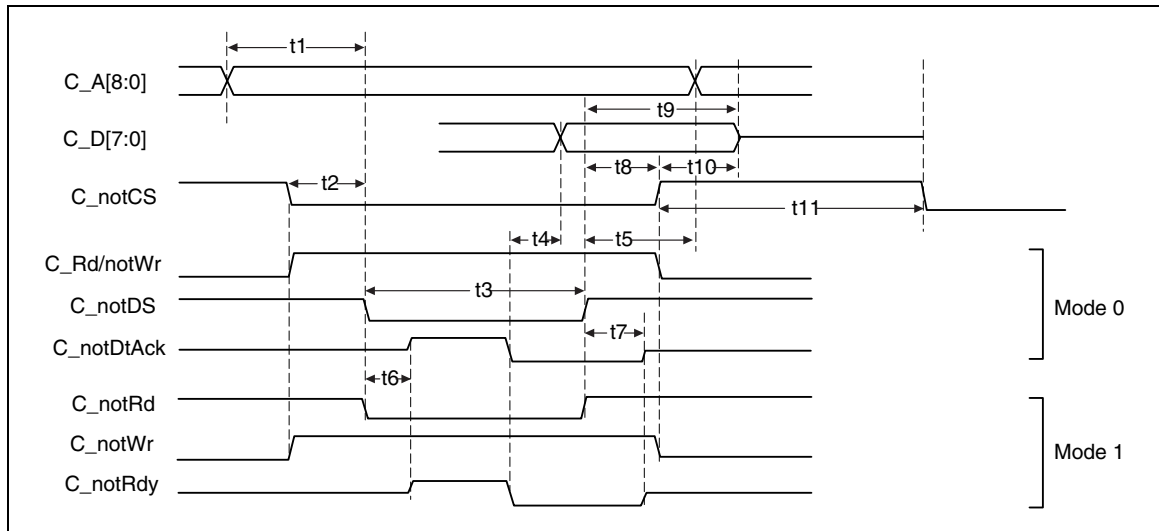 t1
C_A[8:0]
t9
C_D[7:0]
t8
t10
t2
C_notCS
t11
t4
t5
C_Rd/notWr
t3
C_notDS
Mode 0
t7
C_notDtAck
t6
C_notRd
C_notWr
Mode 1
C_notRdy